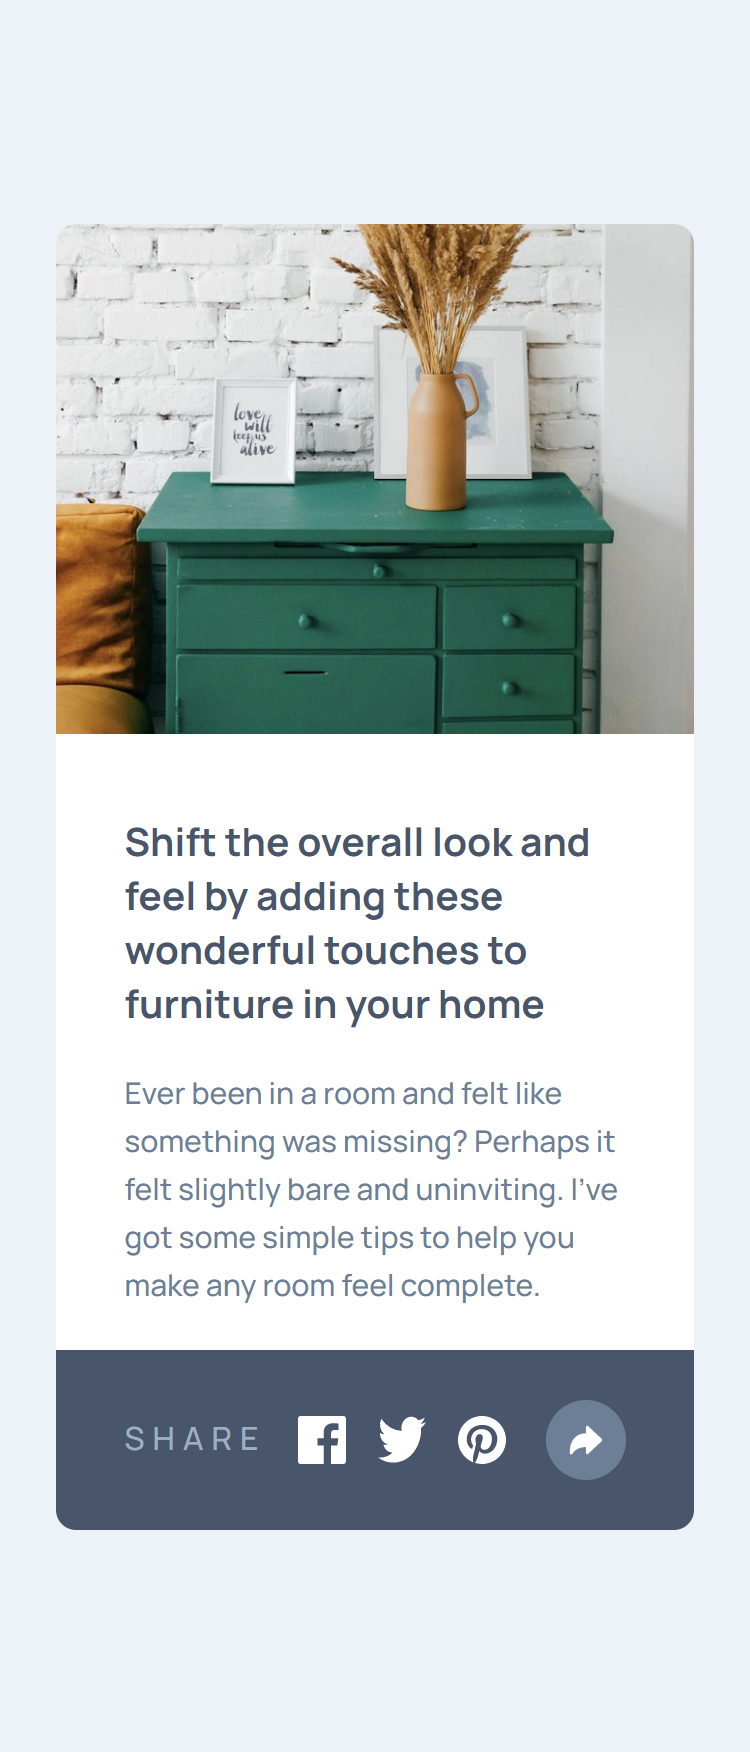 love
will
keep us
alive
Shift the overall look and
feel by adding these
wonderful touches to
furniture in your home
Ever been in a room and felt like
something was missing? Perhaps it
felt slightly bare and uninviting. I’ve
got some simple tips to help you
make any room feel complete.
SHARE